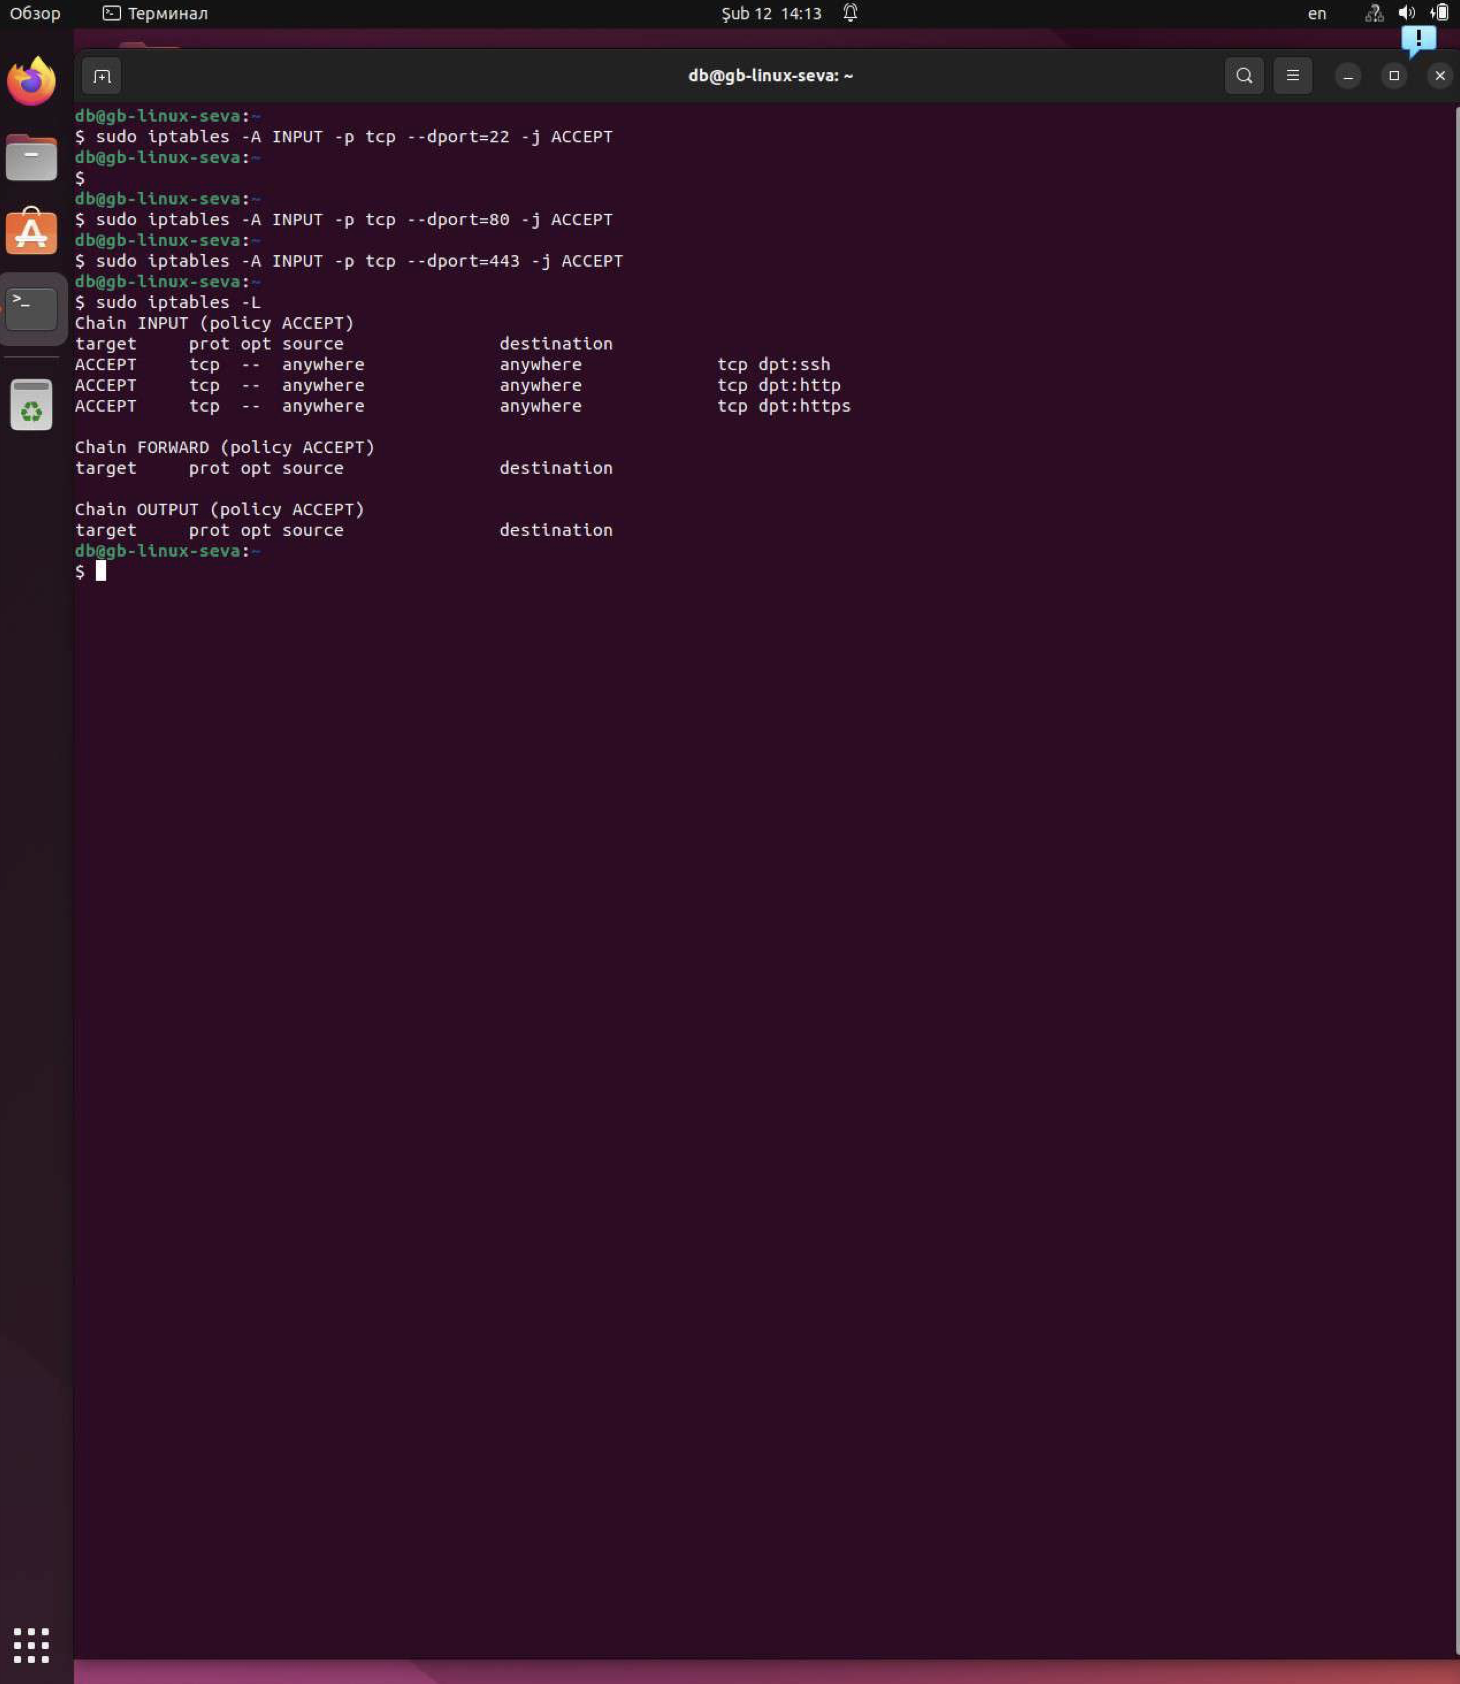 Обзор Терминал Şub 12 14:13 en
db@gb-linux-seva: ~
db@gb-linux-seva:~
$ sudo iptables -A INPUT -p tcp --dport=22 -j ACCEPT
db@gb-linux-seva:~
$
db@gb-linux-seva:~
$ sudo iptables -A INPUT -p tcp --dport=80 -j ACCEPT
db@gb-linux-seva:~
$ sudo iptables -A INPUT -p tcp --dport=443 -j ACCEPT
db@gb-linux-seva:~
$ sudo iptables -L
Chain INPUT (policy ACCEPT)
target     prot opt source               destination
ACCEPT     tcp  --  anywhere             anywhere             tcp dpt:ssh
ACCEPT     tcp  --  anywhere             anywhere             tcp dpt:http
ACCEPT     tcp  --  anywhere             anywhere             tcp dpt:https
Chain FORWARD (policy ACCEPT)
target     prot opt source               destination
Chain OUTPUT (policy ACCEPT)
target     prot opt source               destination
db@gb-linux-seva:~
$